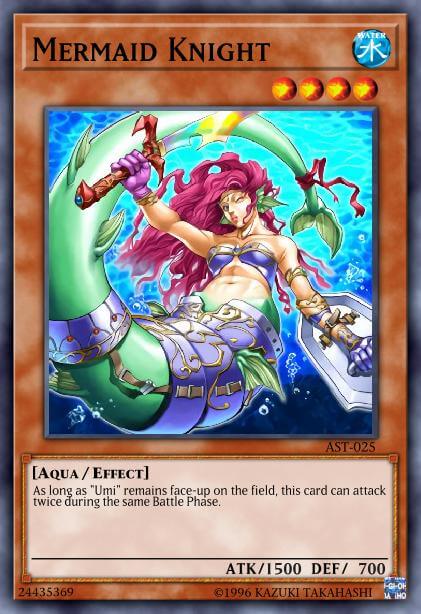 Mermaid Knight
WATER
水
AST-025
[Aqua / Effect]
As long as "Umi" remains face-up on the field, this card can attack
twice during the same Battle Phase.
ATK/1500 DEF/ 700
24435369
©1996 KAZUKI TAKAHASHI